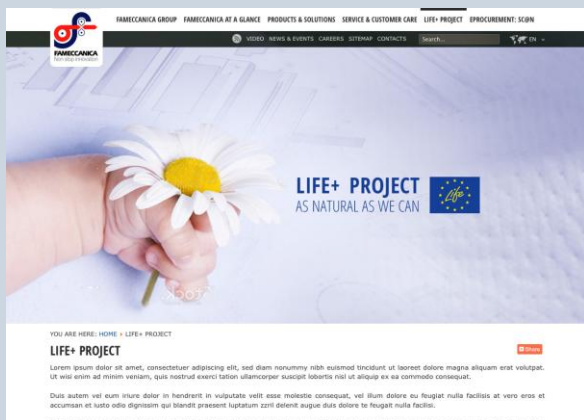 FAMECCANICA GROUP FAMECCANICA AT A GLANCE PRODUCTS & SOLUTIONS SERVICE & CUSTOMER CARE LIFE+ PROJECT EPROCUREMENT: SC@N
VIDEO NEWS & EVENTS CAREERS SITEMAP CONTACTS Search... EN
FAMECCANICA
Non stop innovation
LIFE+ PROJECT
AS NATURAL AS WE CAN
Life
YOU ARE HERE: HOME » LIFE+ PROJECT
LIFE+ PROJECT
Share
Lorem ipsum dolor sit amet, consectetuer adipiscing elit, sed diam nonummy nibh euismod tincidunt ut laoreet dolore magna aliquam erat volutpat.
Ut wisi enim ad minim veniam, quis nostrud exerci tation ullamcorper suscipit lobortis nisl ut aliquip ex ea commodo consequat.
Duis autem vel eum iriure dolor in hendrerit in vulputate velit esse molestie consequat, vel illum dolore eu feugiat nulla facilisis at vero eros et
accumsan et iusto odio dignissim qui blandit praesent luptatum zzril delenit augue duis dolore te feugait nulla facilisi.